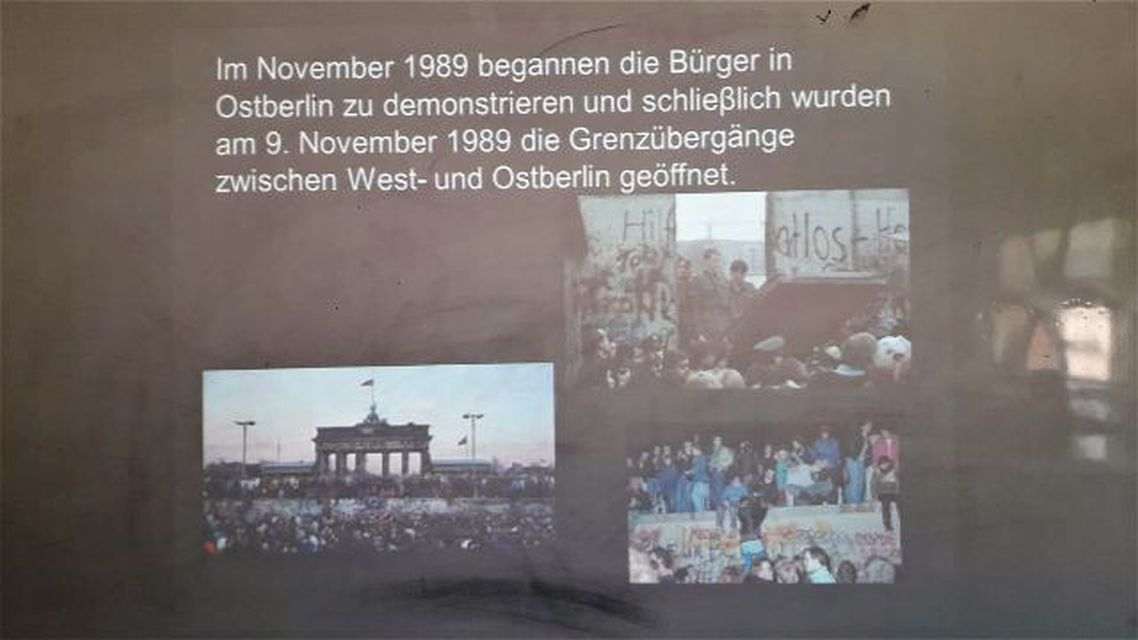 Im November 1989 begannen die Bürger in
Ostberlin zu demonstrieren und schließlich wurden
am 9. November 1989 die Grenzübergänge
zwischen West- und Ostberlin geöffnet.